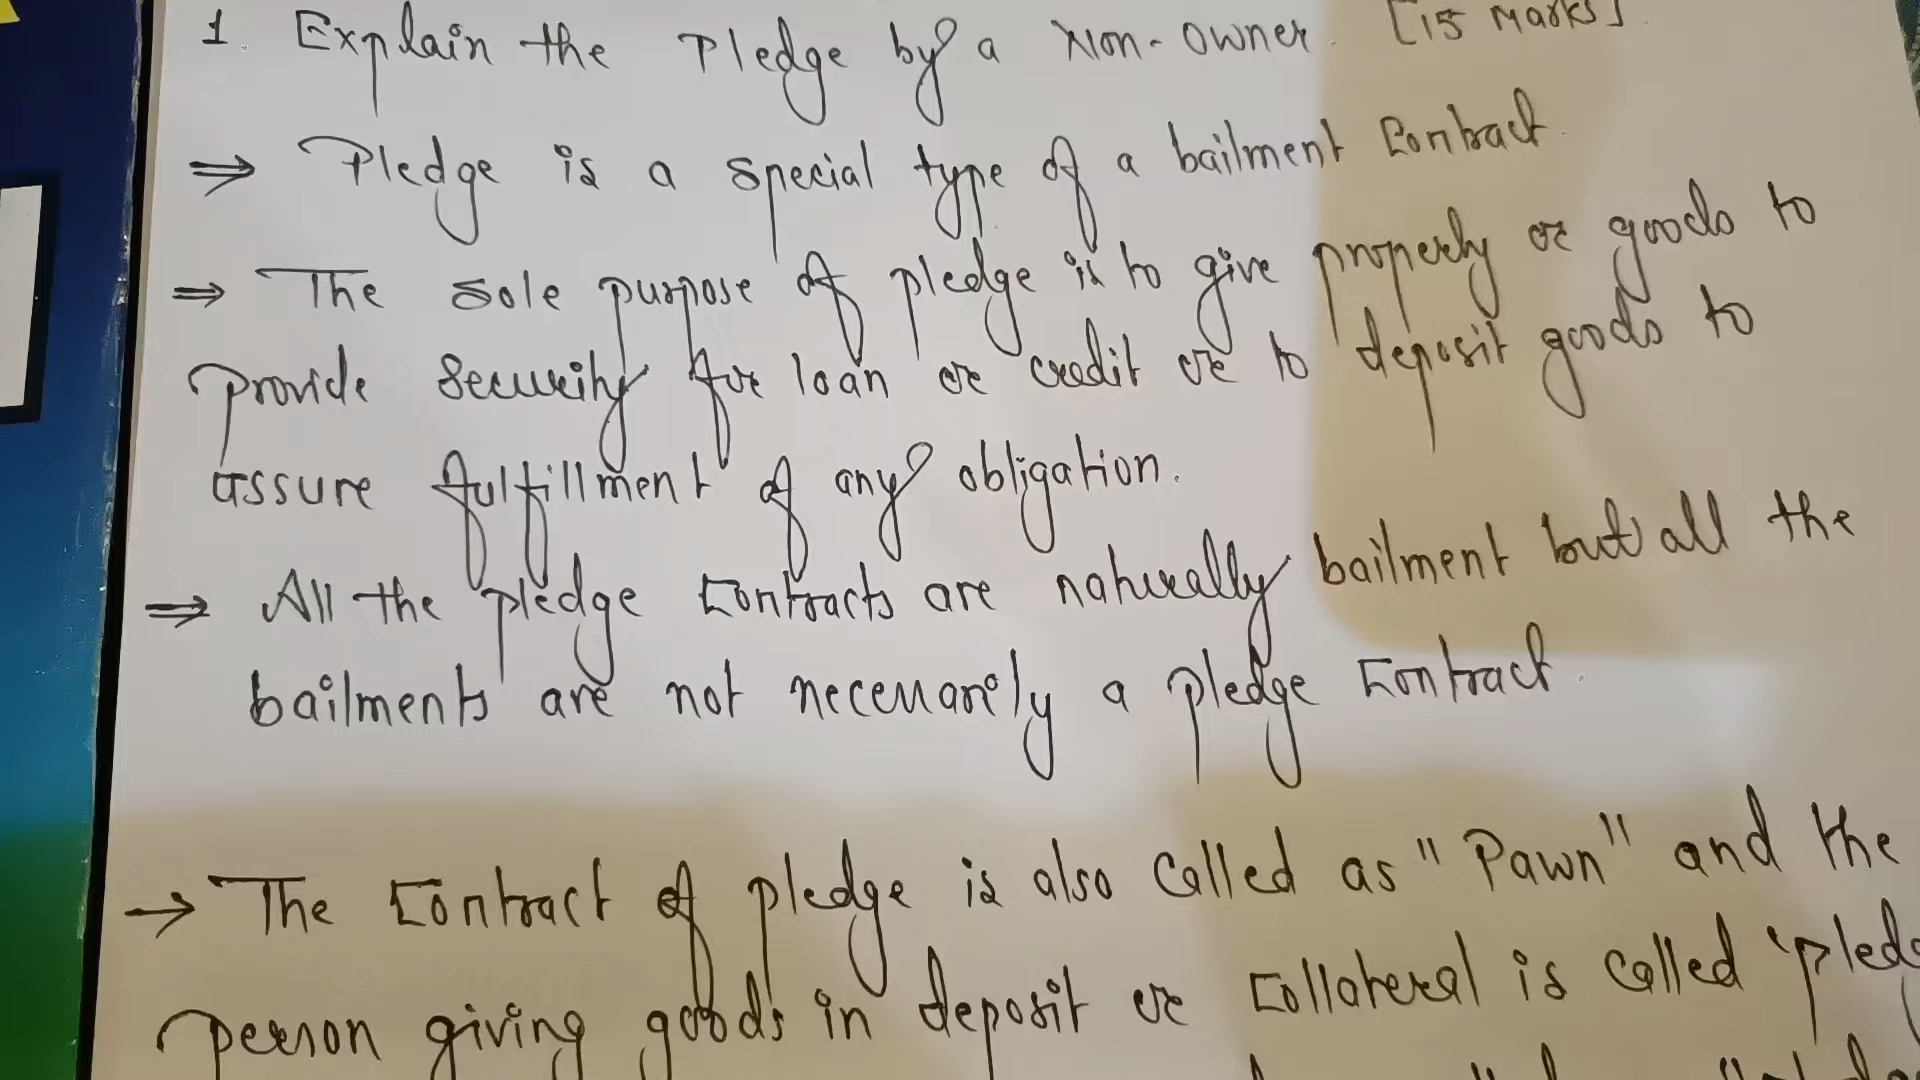 1. Explain the Pledge by a Non-Owner. [15 Marks]
⇒ Pledge is a special type of a bailment Contract.
⇒ The sole purpose of pledge is to give property or goods to
provide security for loan or credit or to deposit goods to
assure fulfillment of any obligation.
⇒ All the pledge Contracts are naturally bailment but all the
bailments are not necessarily a pledge Contract.
→ The Contract of pledge is also called as "Pawn" and the
person giving goods in deposit or Collateral is called